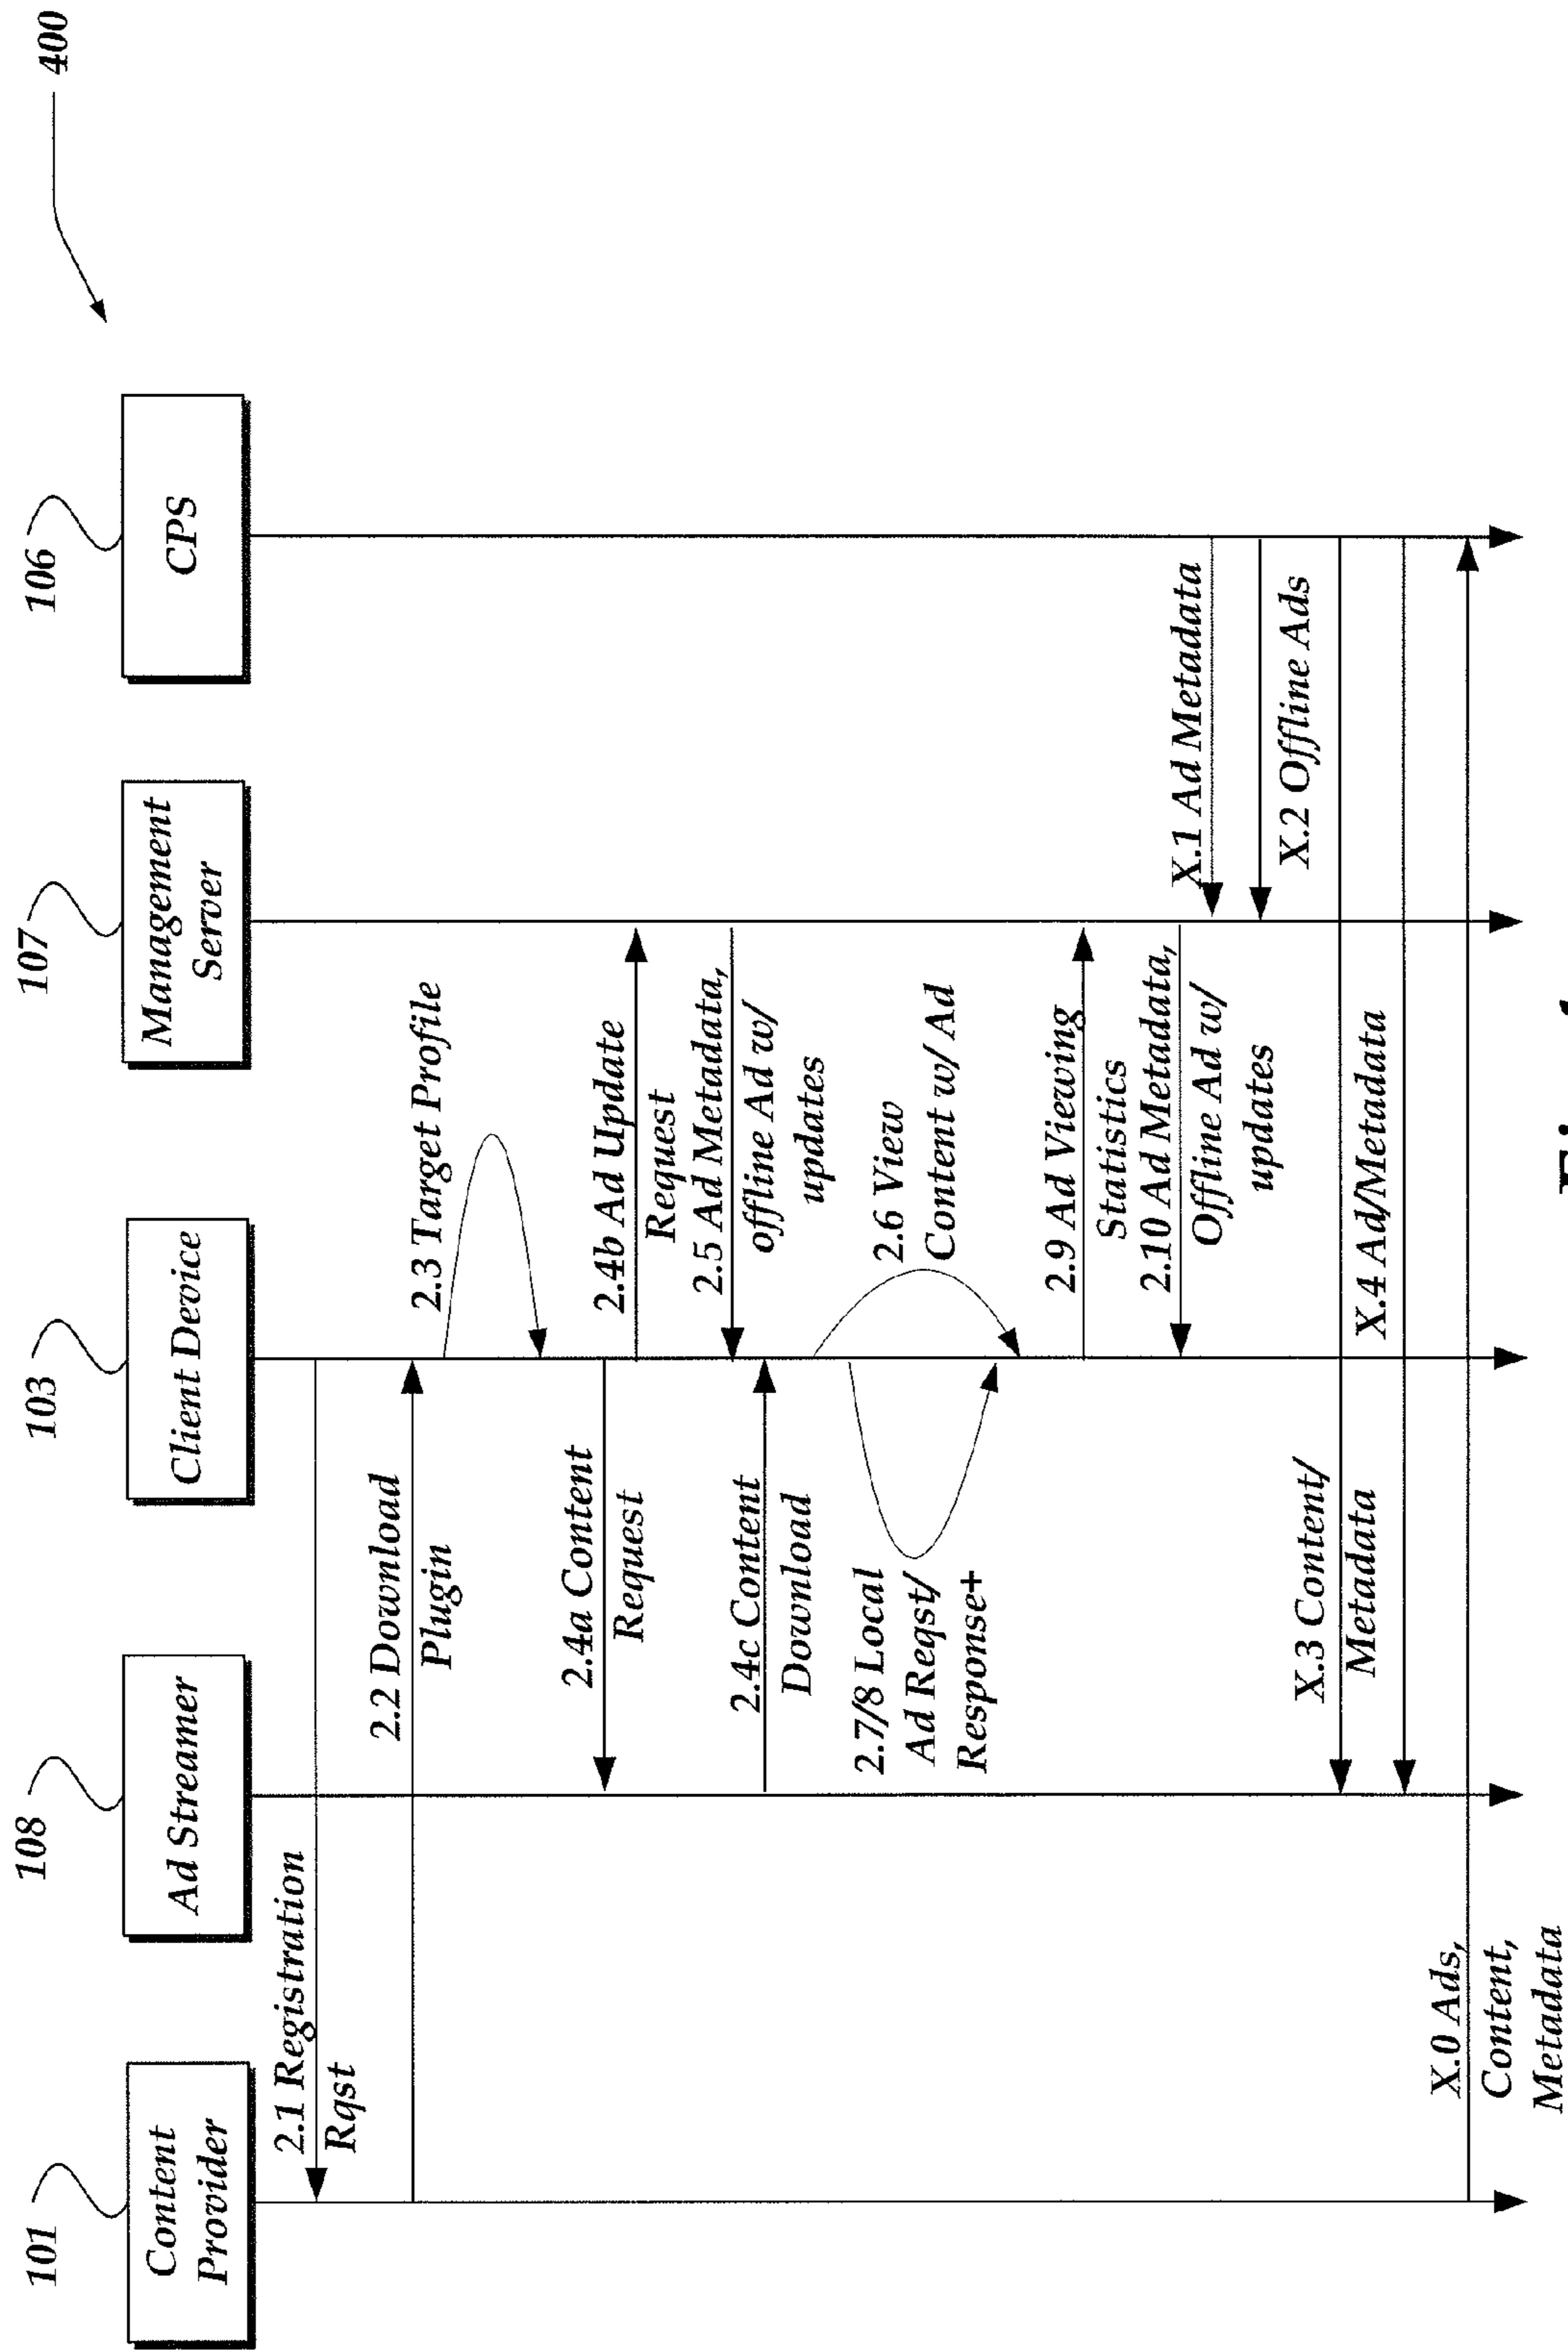 400
101
108
103
107
106
Content
Provider
Ad Streamer
Client Device
Management
Server
CPS
2.1 Registration
Rqst
2.2 Download
Plugin
2.3 Target Profile
2.4a Content
Request
2.4b Ad Update
Request
2.5 Ad Metadata,
offline Ad w/
updates
2.4c Content
Download
2.6 View
Content w/ Ad
2.7/8 Local
Ad Reqst/
Response+
2.9 Ad Viewing
Statistics
2.10 Ad Metadata,
Offline Ad w/
updates
X.1 Ad Metadata
X.2 Offline Ads
X.3 Content/
Metadata
X.4 Ad/Metadata
X.0 Ads,
Content,
Metadata